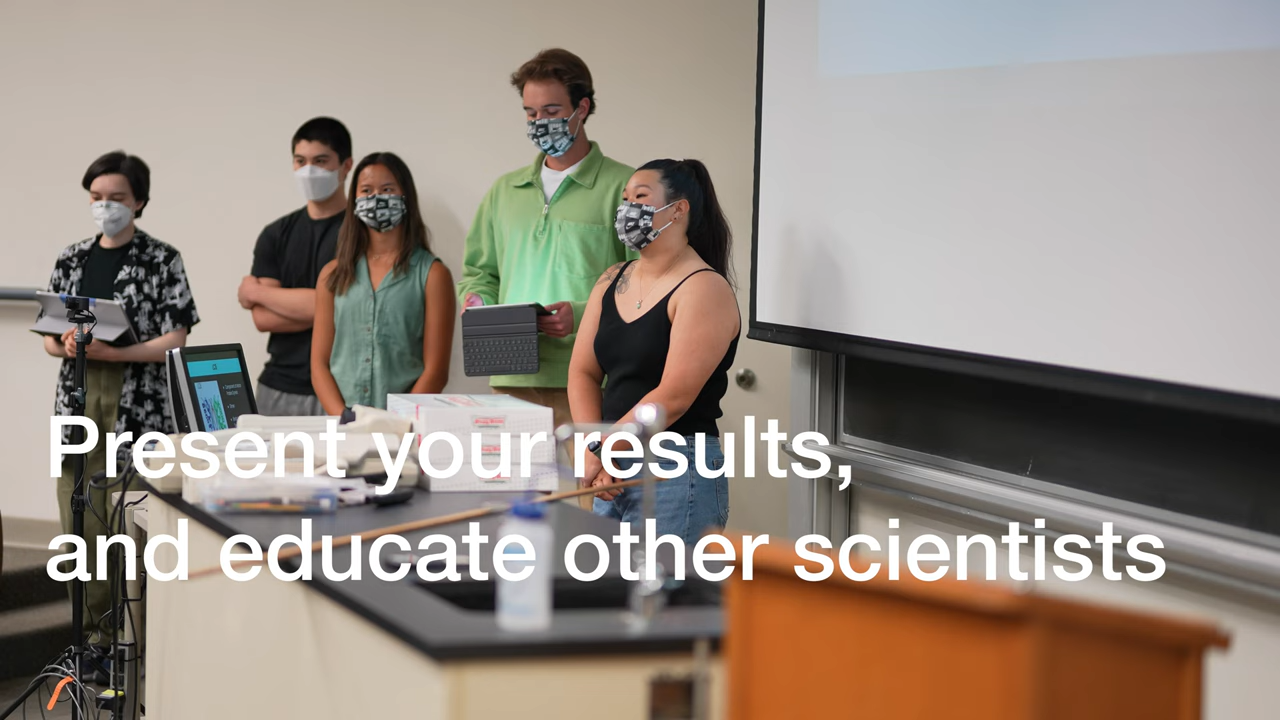 Present your results,
and educate other scientists